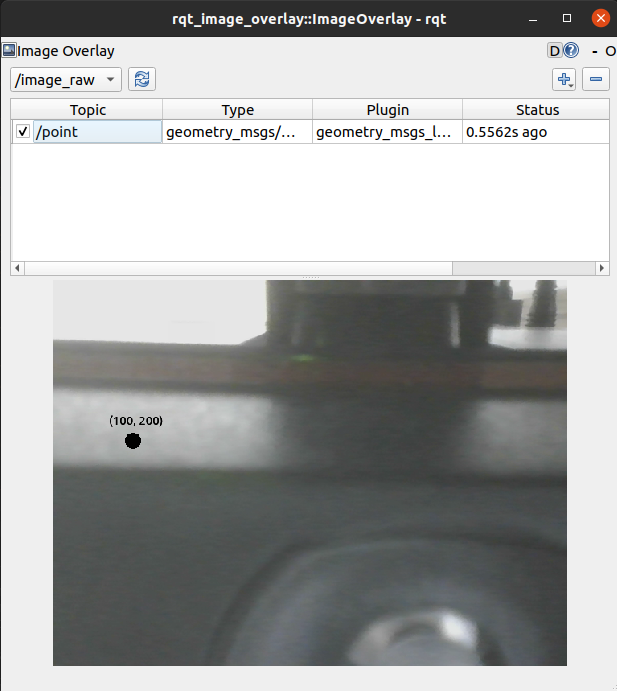 rqt_image_overlay::ImageOverlay - rqt
Image Overlay D ? - O
/image_raw
Topic Type Plugin Status
/point geometry_msgs/... geometry_msgs_l... 0.5562s ago
(100, 200)